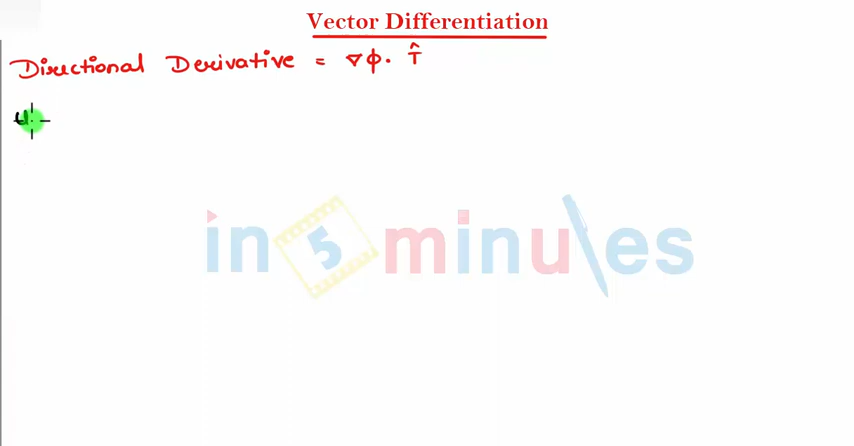 Vector Differentiation
Directional Derivative = ∇ϕ. T̂
in 5 minutes